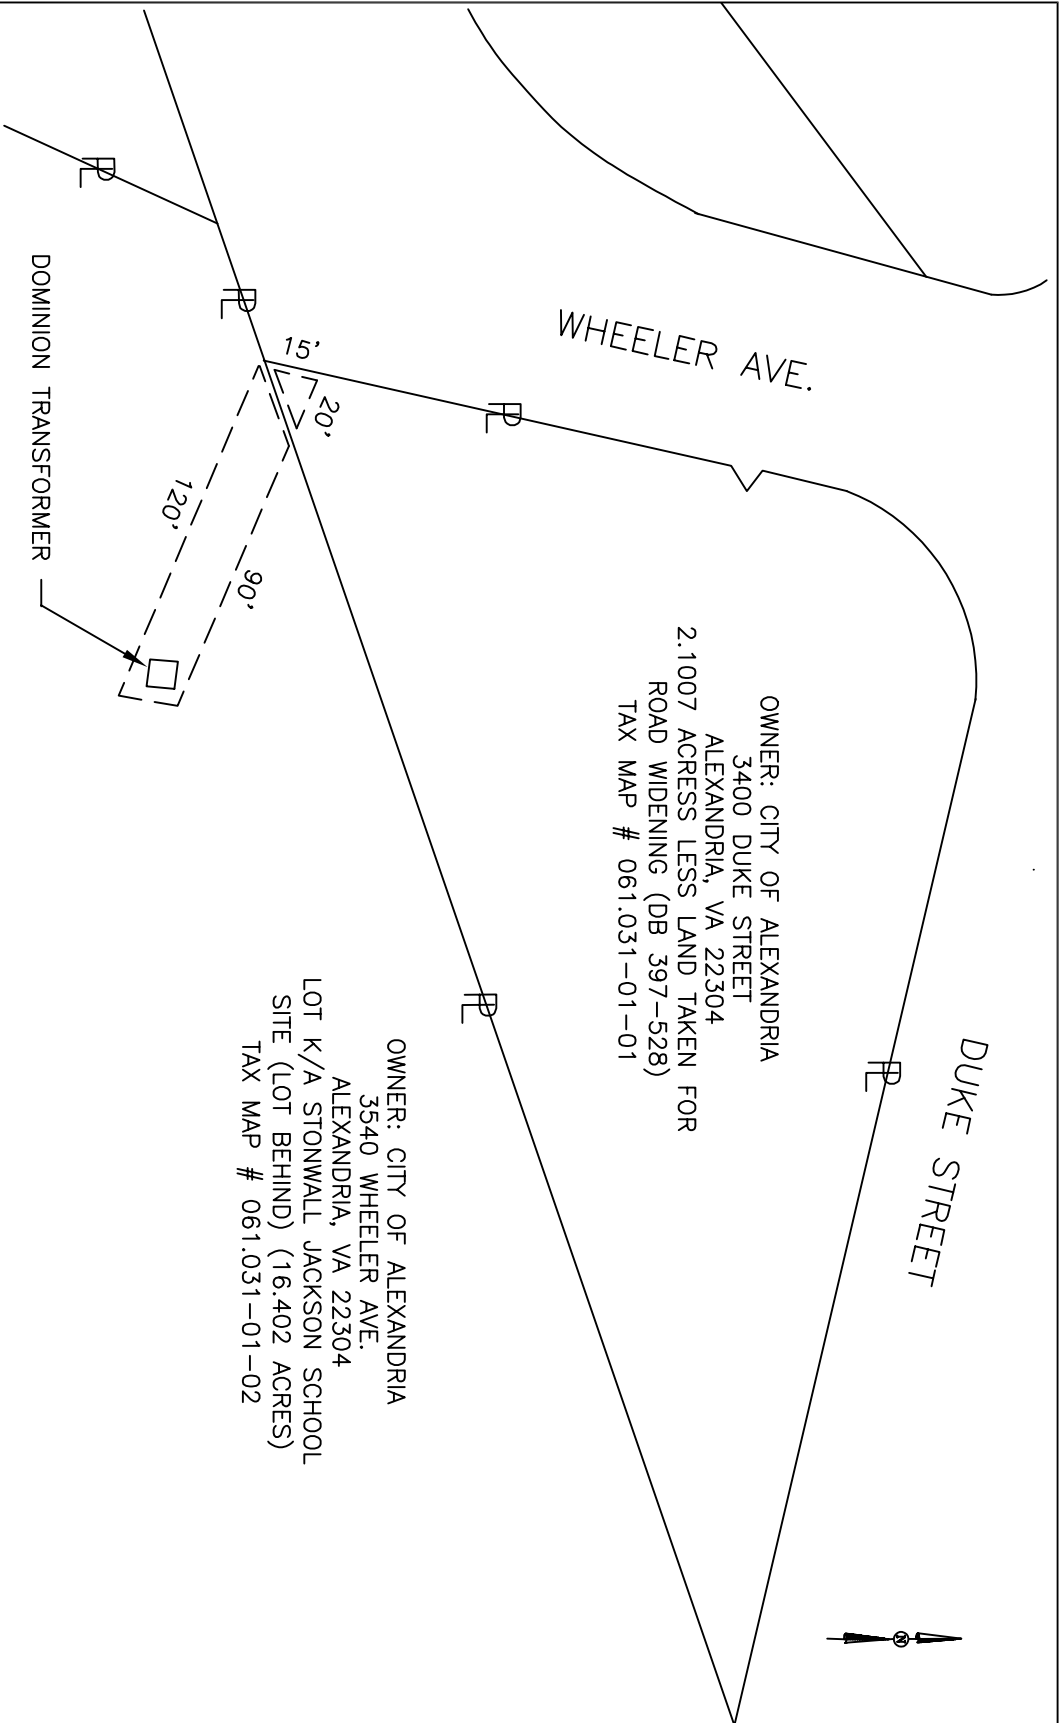 WHEELER AVE.
DUKE STREET
OWNER: CITY OF ALEXANDRIA
3400 DUKE STREET
ALEXANDRIA, VA 22304
2.1007 ACRESS LESS LAND TAKEN FOR
ROAD WIDENING (DB 397-528)
TAX MAP # 061.031-01-01
OWNER: CITY OF ALEXANDRIA
3540 WHEELER AVE.
ALEXANDRIA, VA 22304
LOT K/A STONWALL JACKSON SCHOOL
SITE (LOT BEHIND) (16.402 ACRES)
TAX MAP # 061.031-01-02
15'
20'
90'
120'
DOMINION TRANSFORMER
PL
PL
PL
PL
PL
N